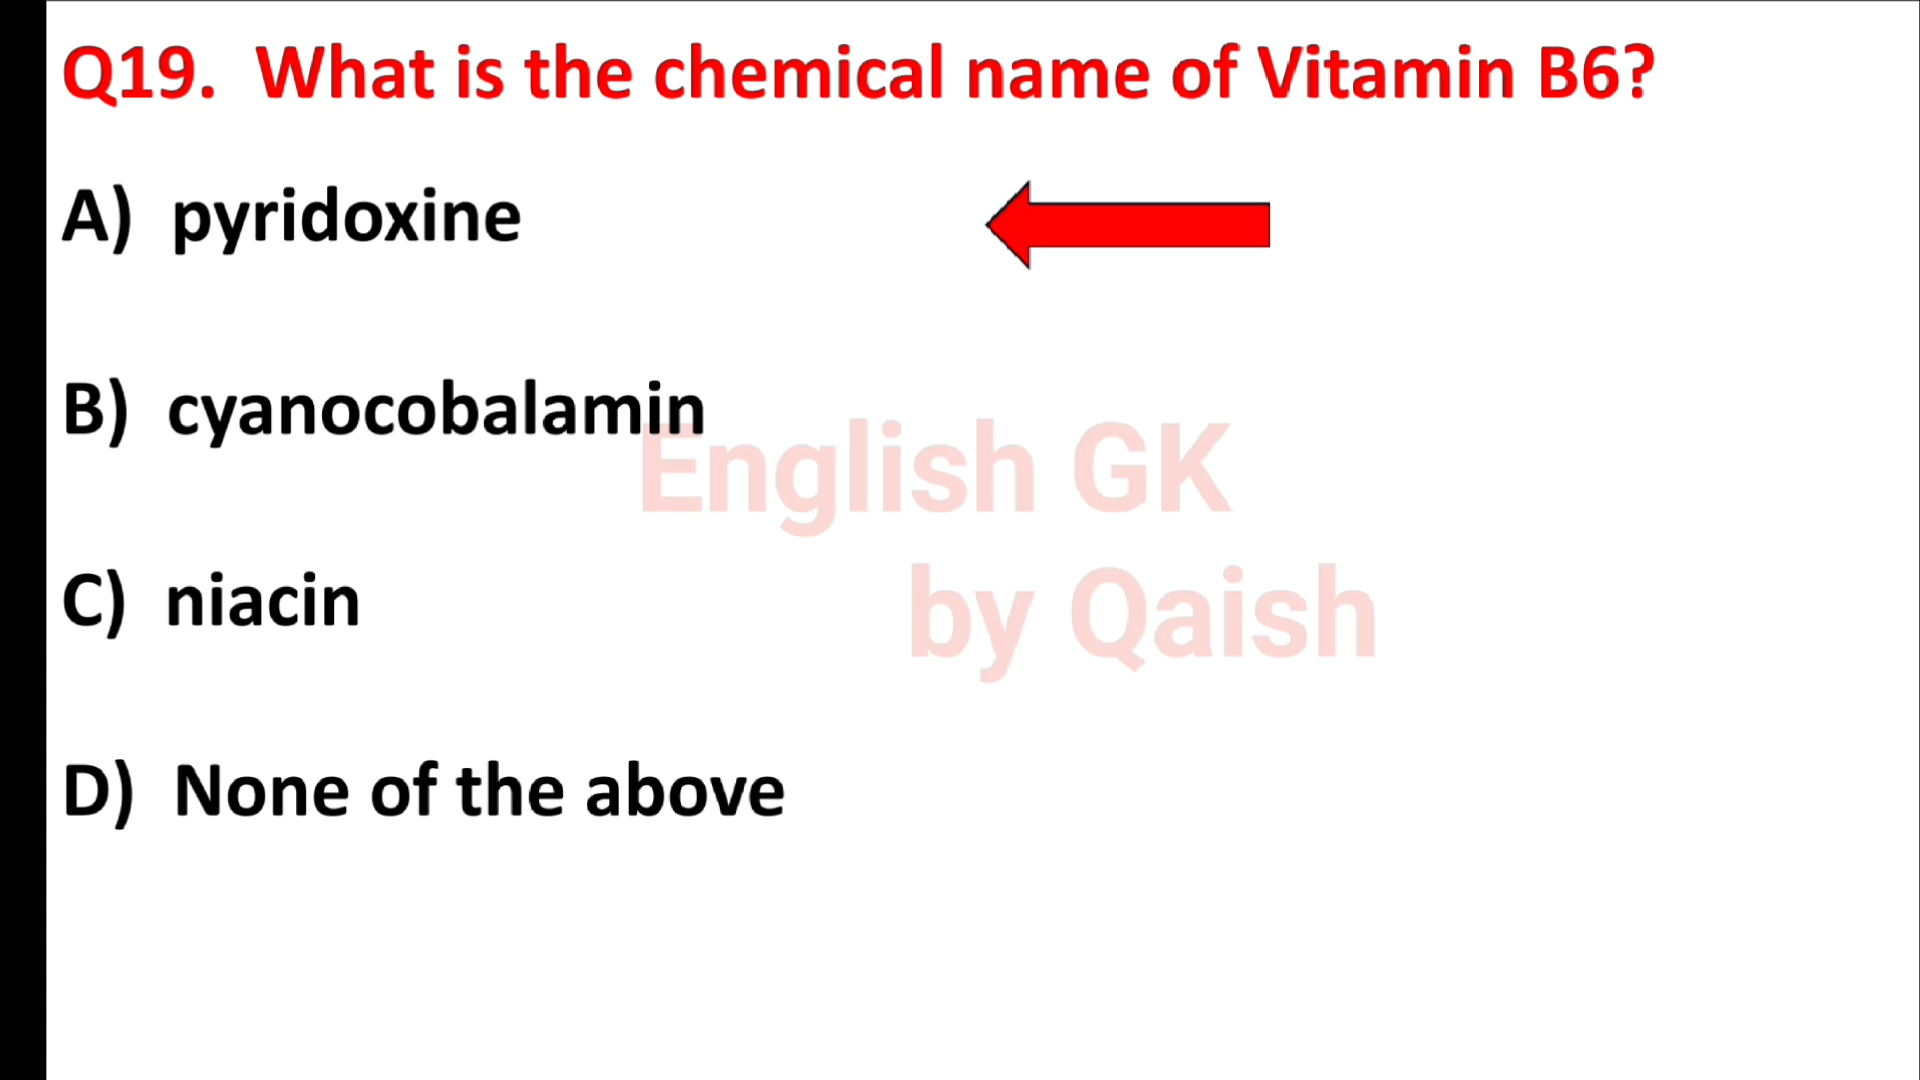 Q19. What is the chemical name of Vitamin B6?
A) pyridoxine
B) cyanocobalamin
English GK
C) niacin
by Qaish
D) None of the above